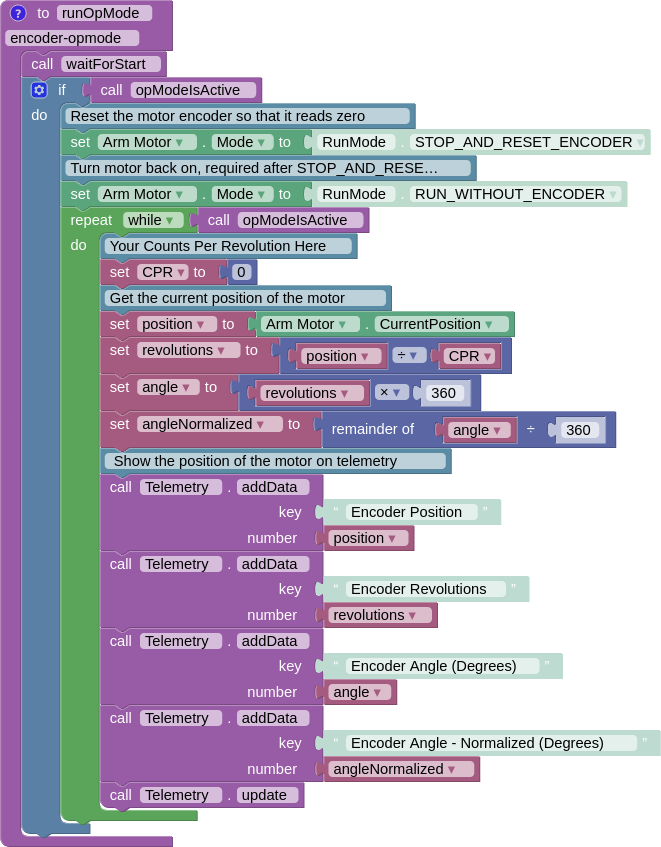 ? to runOpMode
encoder-opmode
call waitForStart
if call opModeIsActive
do Reset the motor encoder so that it reads zero
set Arm Motor ▾ . Mode ▾ to RunMode . STOP_AND_RESET_ENCODER ▾
Turn motor back on, required after STOP_AND_RESE…
set Arm Motor ▾ . Mode ▾ to RunMode . RUN_WITHOUT_ENCODER ▾
repeat while ▾ call opModeIsActive
do Your Counts Per Revolution Here
set CPR ▾ to 0
Get the current position of the motor
set position ▾ to Arm Motor ▾ . CurrentPosition ▾
set revolutions ▾ to position ▾ ÷ ▾ CPR ▾
set angle ▾ to revolutions ▾ × ▾ 360
set angleNormalized ▾ to remainder of angle ▾ ÷ 360
Show the position of the motor on telemetry
call Telemetry . addData
key “ Encoder Position ”
number position ▾
call Telemetry . addData
key “ Encoder Revolutions ”
number revolutions ▾
call Telemetry . addData
key “ Encoder Angle (Degrees) ”
number angle ▾
call Telemetry . addData
key “ Encoder Angle - Normalized (Degrees) ”
number angleNormalized ▾
call Telemetry . update